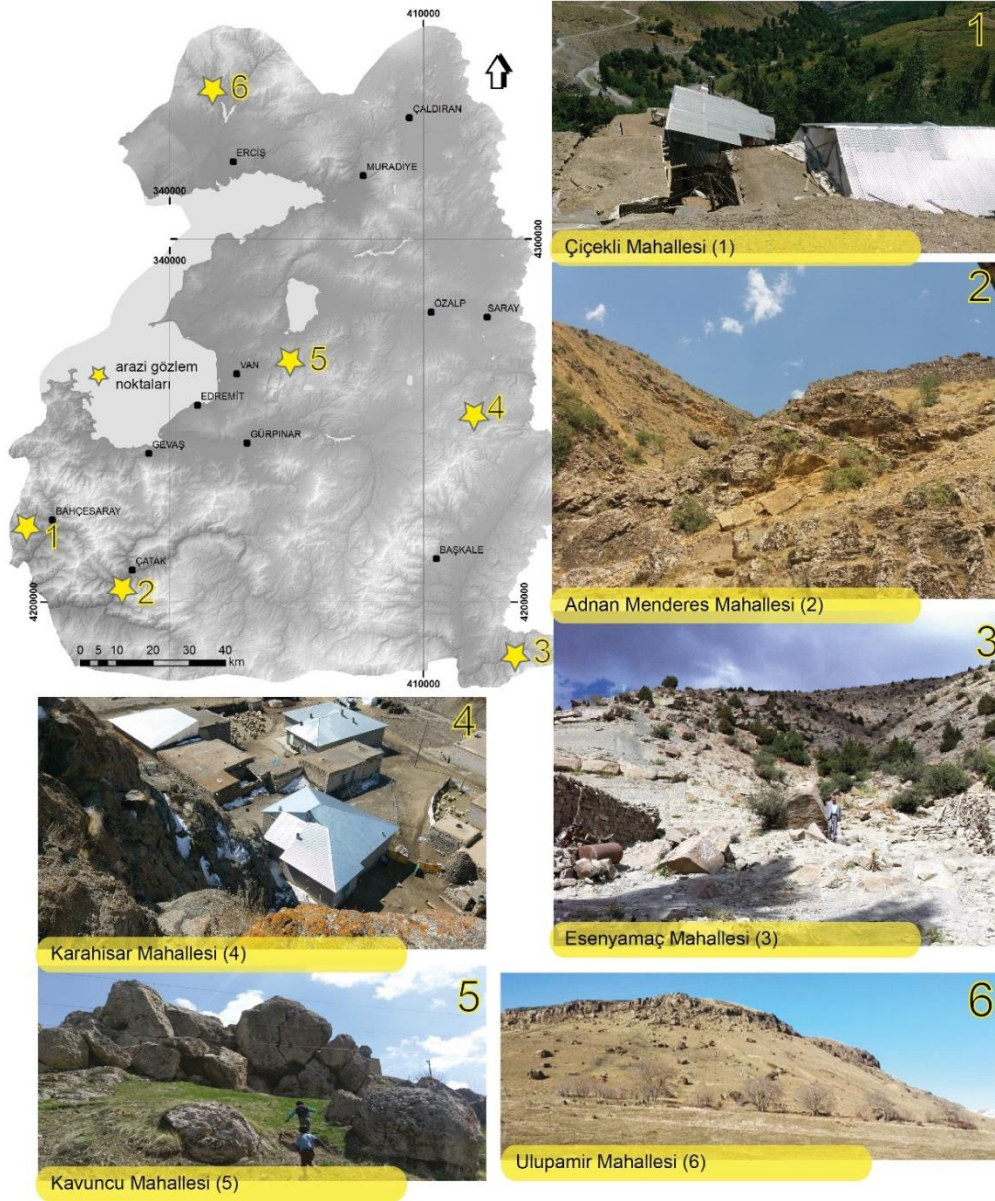 410000
6
ÇALDIRAN
ERCİŞ
MURADİYE
340000
4300000
340000
ÖZALP
SARAY
arazi gözlem
noktaları
5
VAN
EDREMİT
4
GEVAŞ
GÜRPINAR
BAHÇESARAY
1
ÇATAK
BAŞKALE
2
4200000
4200000
3
0 5 10 20 30 40
km
410000
1
Çiçekli Mahallesi (1)
2
Adnan Menderes Mahallesi (2)
3
Esenyamaç Mahallesi (3)
4
Karahisar Mahallesi (4)
5
Kavuncu Mahallesi (5)
6
Ulupamir Mahallesi (6)